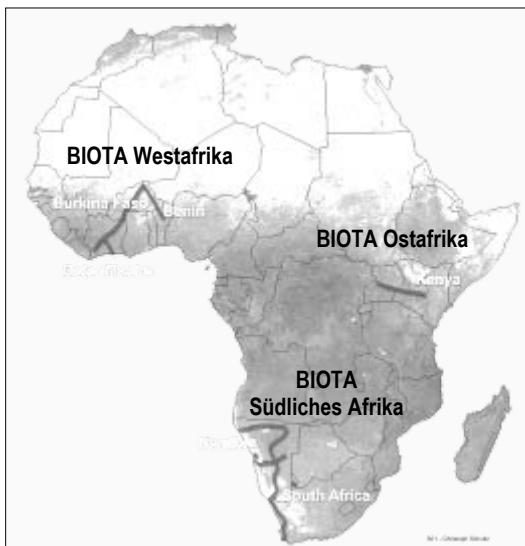 BIOTA Westafrika
Burkina Faso
Benin
BIOTA Ostafrika
Kenya
BIOTA
Südliches Afrika
South Africa